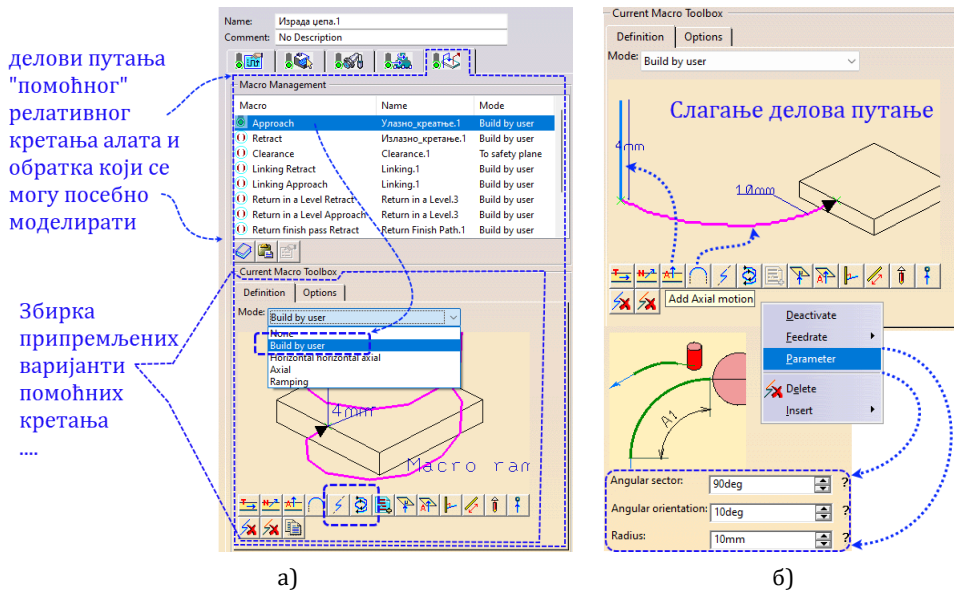 Name:
Израда џепа.1
Comment:
No Description
делови путања
"помоћног"
релативног
кретања алата и
обратка који се
могу посебно
моделирати
Macro Management
Macro Name Mode
Approach Улазно_креатње.1 Build by user
Retract Излазно_кретање.1 Build by user
Clearance Clearance.1 To safety plane
Linking Retract Linking.1 Build by user
Linking Approach Linking.1 Build by user
Return in a Level Retract Return in a Level.3 Build by user
Return in a Level Approach Return in a Level.3 Build by user
Return finish pass Retract Return Finish Path.1 Build by user
Збирка
припремљених
варијанти
помоћних
кретања
....
Current Macro Toolbox
Definition Options
Mode: Build by user
None
Build by user
Horizontal horizontal axial
Axial
Ramping
4mm
Macro ram
а)
Current Macro Toolbox
Definition Options
Mode: Build by user
Слагање делова путање
4mm
10mm
Add Axial motion
Deactivate
Feedrate
Parameter
Delete
Insert
A1
Angular sector: 90deg ?
Angular orientation: 10deg ?
Radius: 10mm ?
б)